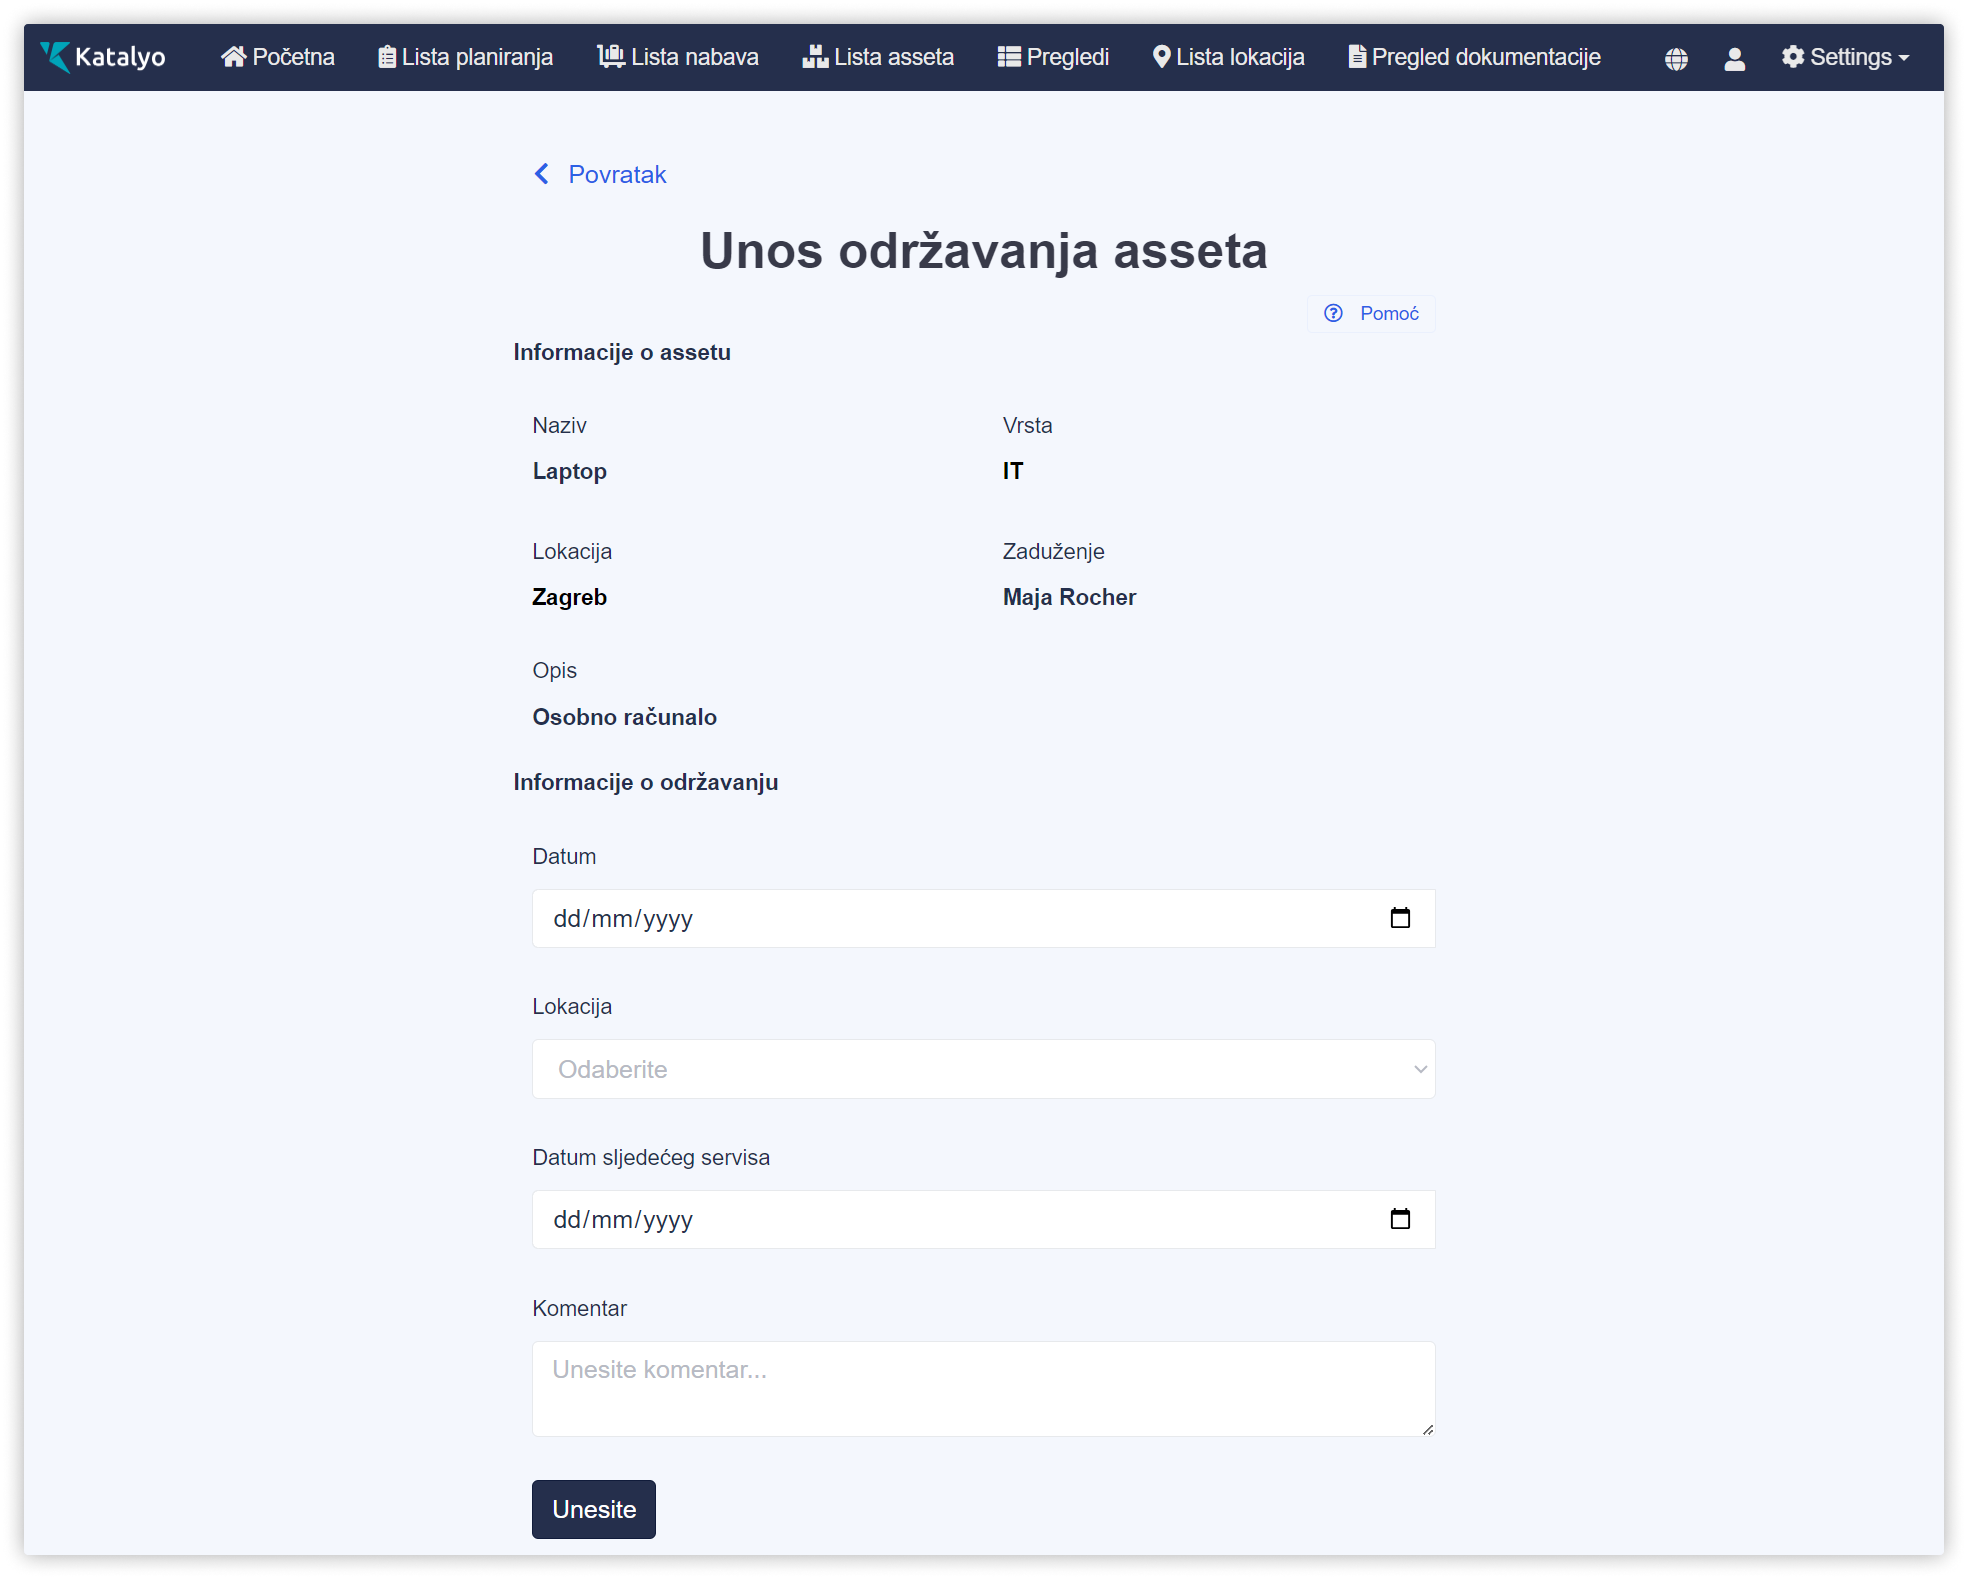 Katalyo Početna Lista planiranja Lista nabava Lista asseta Pregledi Lista lokacija Pregled dokumentacije Settings
Povratak
Unos održavanja asseta
Pomoć
Informacije o assetu
Naziv Vrsta
Laptop IT
Lokacija Zaduženje
Zagreb Maja Rocher
Opis
Osobno računalo
Informacije o održavanju
Datum
dd/mm/yyyy
Lokacija
Odaberite
Datum sljedećeg servisa
dd/mm/yyyy
Komentar
Unesite komentar...
Unesite